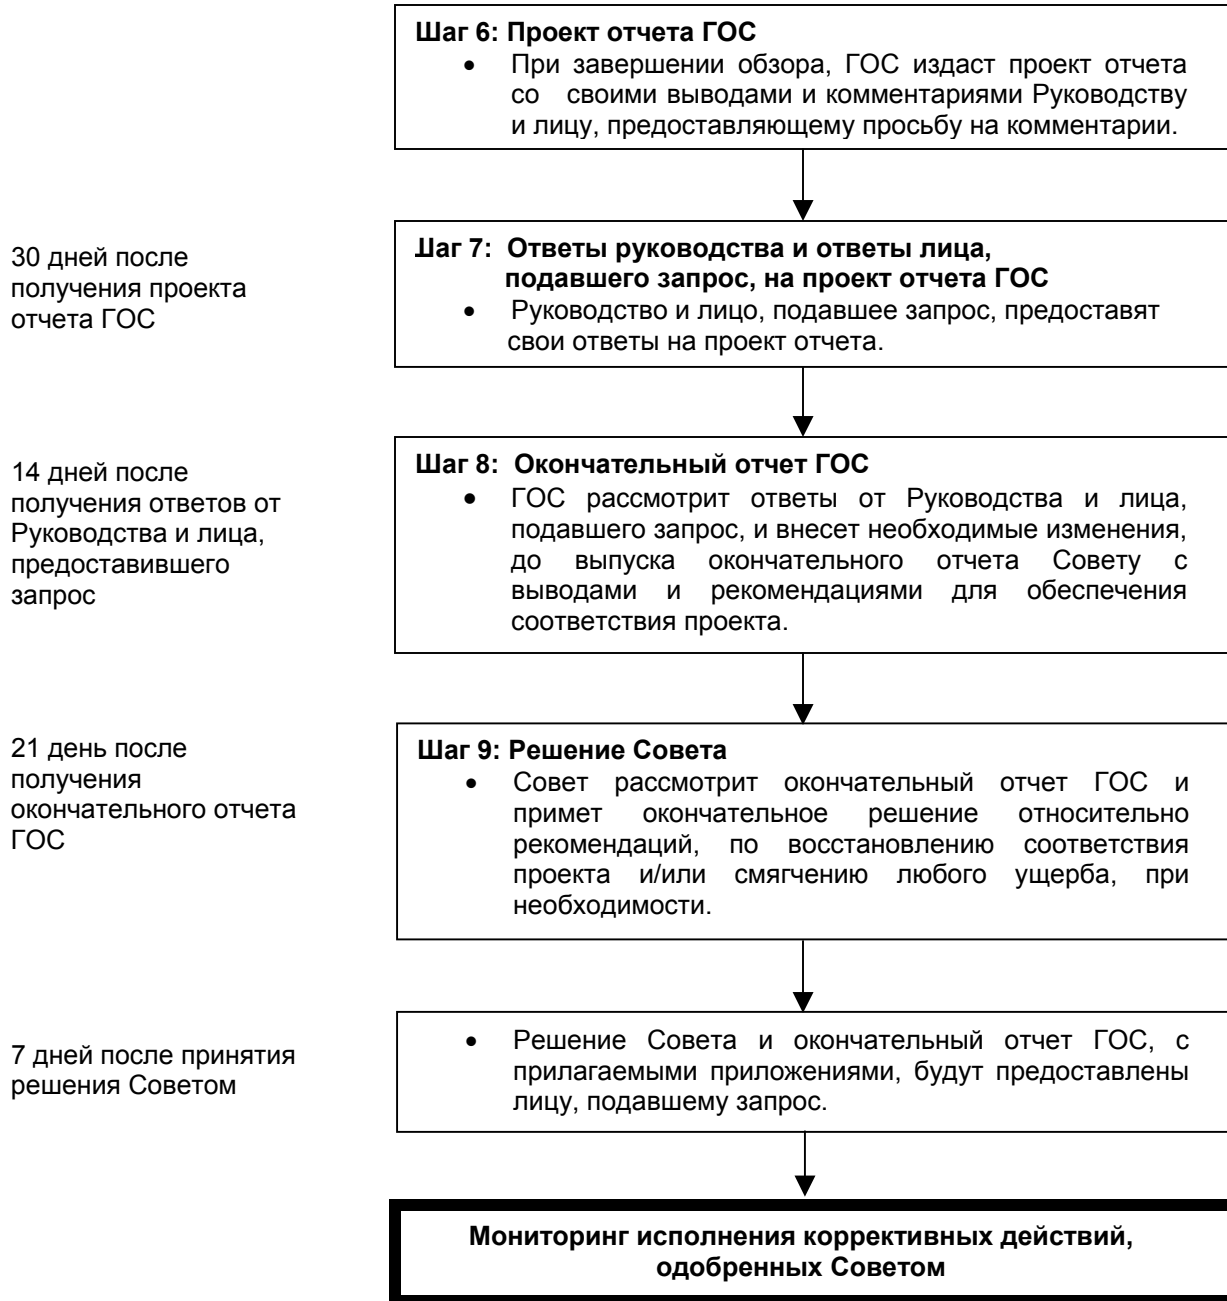 Шаг 6: Проект отчета ГОС
• При завершении обзора, ГОС издаст проект отчета
со своими выводами и комментариями Руководству
и лицу, предоставляющему просьбу на комментарии.
30 дней после
получения проекта
отчета ГОС
Шаг 7: Ответы руководства и ответы лица,
подавшего запрос, на проект отчета ГОС
• Руководство и лицо, подавшее запрос, предоставят
свои ответы на проект отчета.
14 дней после
получения ответов от
Руководства и лица,
предоставившего
запрос
Шаг 8: Окончательный отчет ГОС
• ГОС рассмотрит ответы от Руководства и лица,
подавшего запрос, и внесет необходимые изменения,
до выпуска окончательного отчета Совету с
выводами и рекомендациями для обеспечения
соответствия проекта.
21 день после
получения
окончательного отчета
ГОС
Шаг 9: Решение Совета
• Совет рассмотрит окончательный отчет ГОС и
примет окончательное решение относительно
рекомендаций, по восстановлению соответствия
проекта и/или смягчению любого ущерба, при
необходимости.
7 дней после принятия
решения Советом
• Решение Совета и окончательный отчет ГОС, с
прилагаемыми приложениями, будут предоставлены
лицу, подавшему запрос.
Мониторинг исполнения коррективных действий,
одобренных Советом